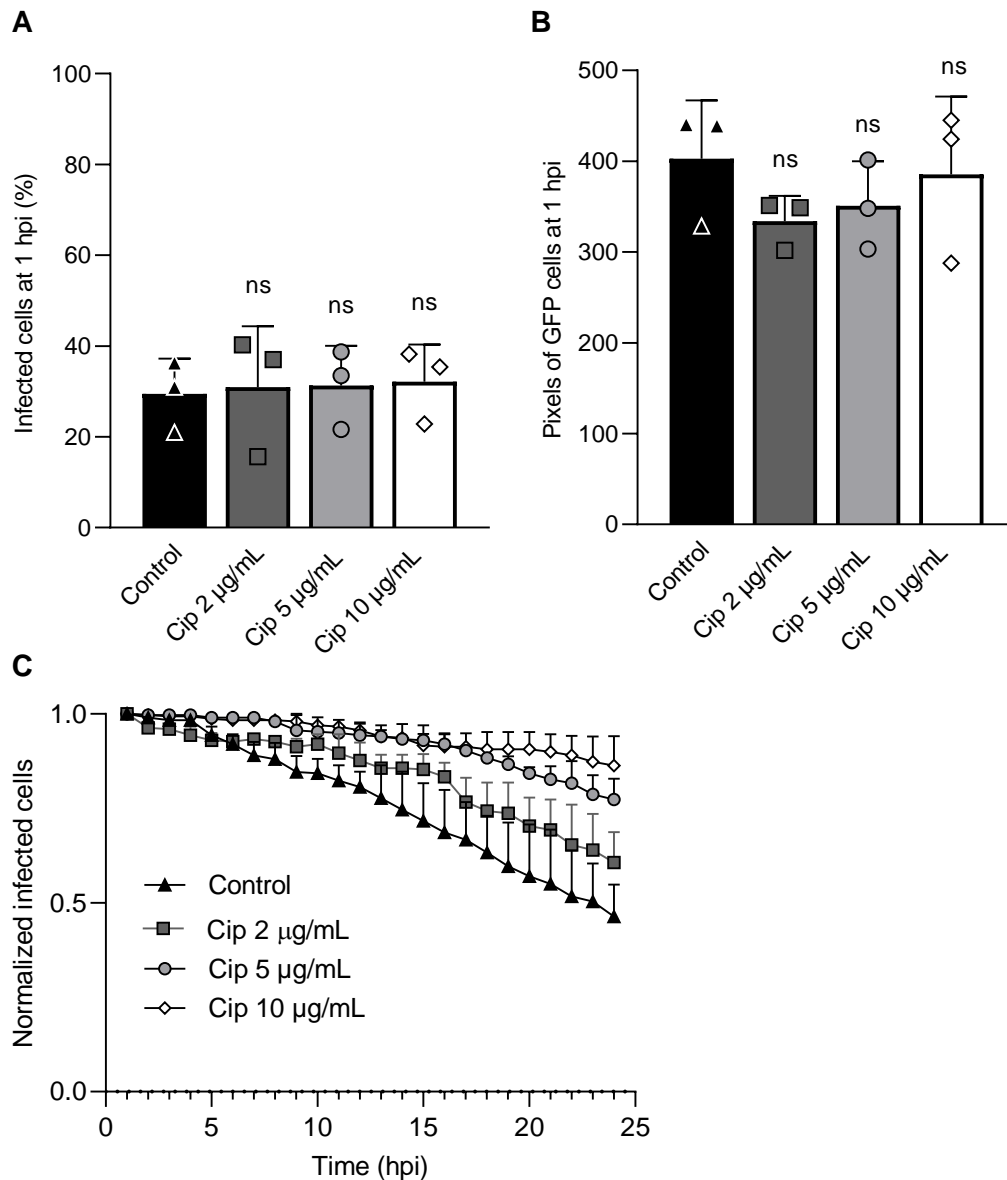 A
Infected cells at 1 hpi (%)
100
80
60
40
20
0
ns
ns
ns
Control
Cip 2 µg/mL
Cip 5 µg/mL
Cip 10 µg/mL
B
Pixels of GFP cells at 1 hpi
500
400
300
200
100
0
ns
ns
ns
Control
Cip 2 µg/mL
Cip 5 µg/mL
Cip 10 µg/mL
C
Normalized infected cells
1.0
0.5
0.0
Control
Cip 2 µg/mL
Cip 5 µg/mL
Cip 10 µg/mL
0 5 10 15 20 25
Time (hpi)